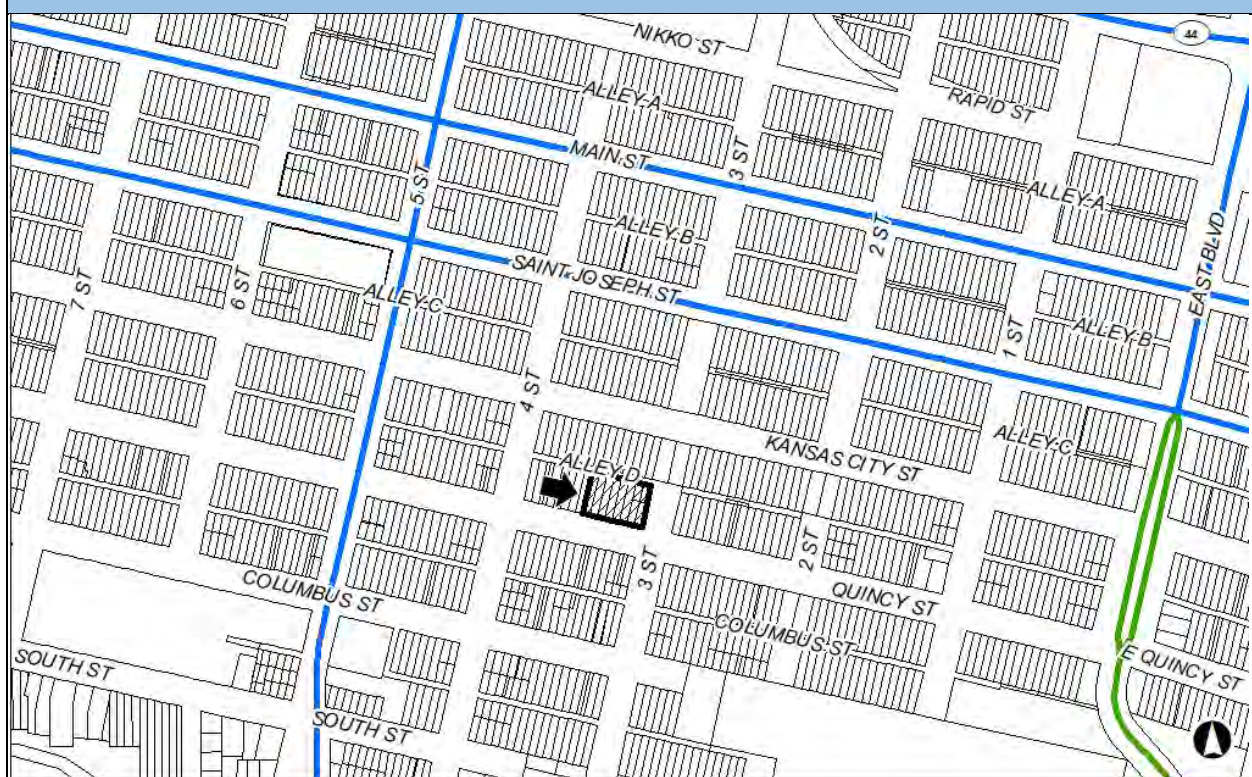 NIKKO ST
44
ALLEY-A
RAPID ST
MAIN ST
3 ST
ALLEY-A
5 ST
ALLEY-B
2 ST
EAST BLVD
SAINT JOSEPH ST
7 ST
6 ST
ALLEY-C
1 ST
ALLEY-B
4 ST
KANSAS CITY ST
ALLEY-C
ALLEY-D
2 ST
3 ST
COLUMBUS ST
QUINCY ST
COLUMBUS ST
SOUTH ST
E QUINCY ST
SOUTH ST